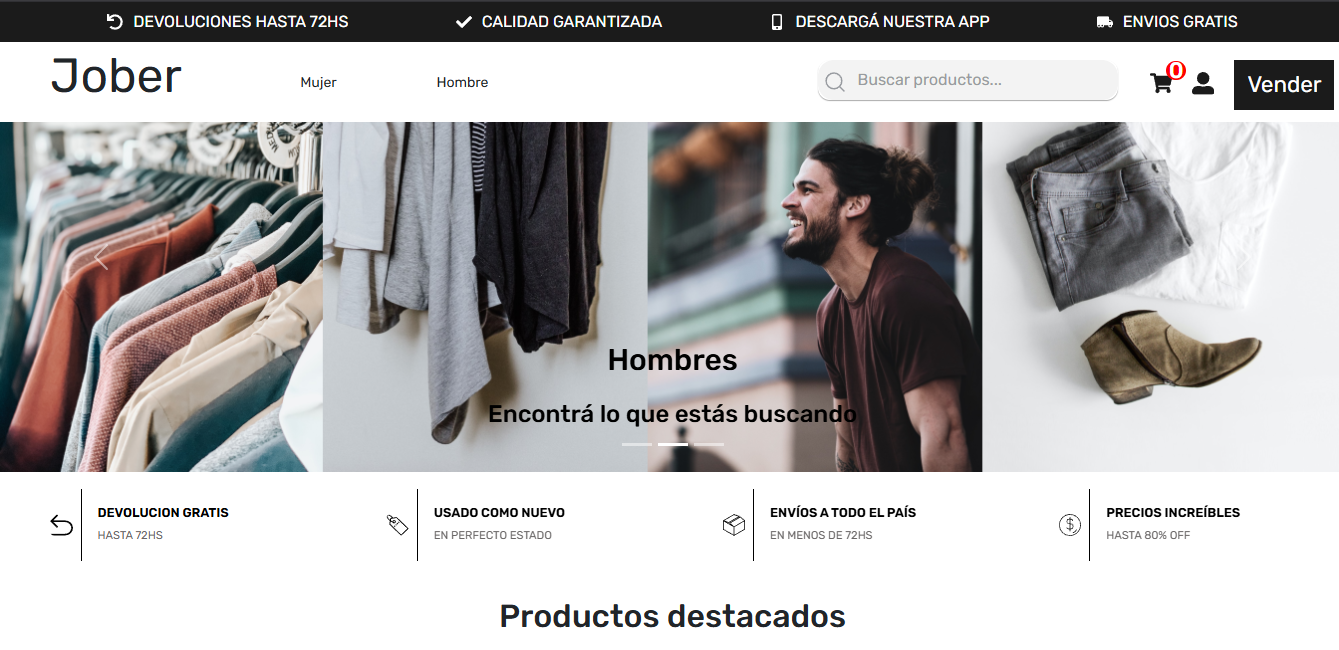 DEVOLUCIONES HASTA 72HS
CALIDAD GARANTIZADA
DESCARGÁ NUESTRA APP
ENVIOS GRATIS
Jober
Mujer
Hombre
Buscar productos...
0
Vender
Hombres
Encontrá lo que estás buscando
DEVOLUCION GRATIS
HASTA 72HS
USADO COMO NUEVO
EN PERFECTO ESTADO
ENVÍOS A TODO EL PAÍS
EN MENOS DE 72HS
PRECIOS INCREÍBLES
HASTA 80% OFF
Productos destacados